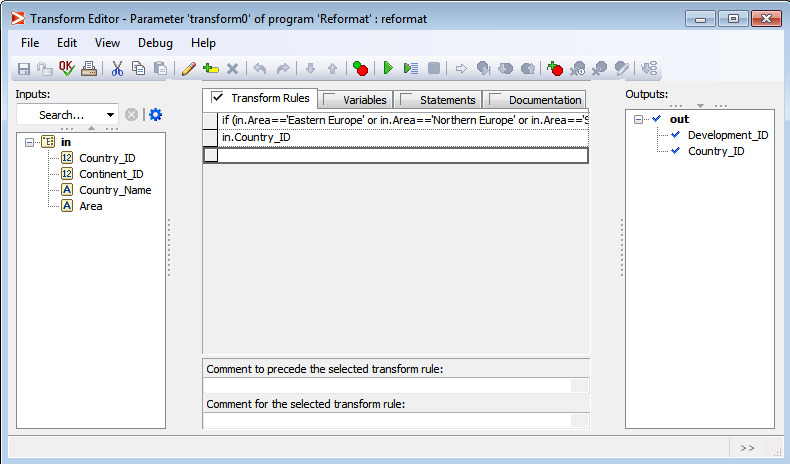 Transform Editor - Parameter 'transform0' of program 'Reformat' : reformat
File Edit View Debug Help
OK
Inputs:
Search...
in
12 Country_ID
12 Continent_ID
A Country_Name
A Area
Transform Rules Variables Statements Documentation
if (in.Area=='Eastern Europe' or in.Area=='Northern Europe' or in.Area=='S
in.Country_ID
Comment to precede the selected transform rule:
Comment for the selected transform rule:
Outputs:
out
Development_ID
Country_ID
>>